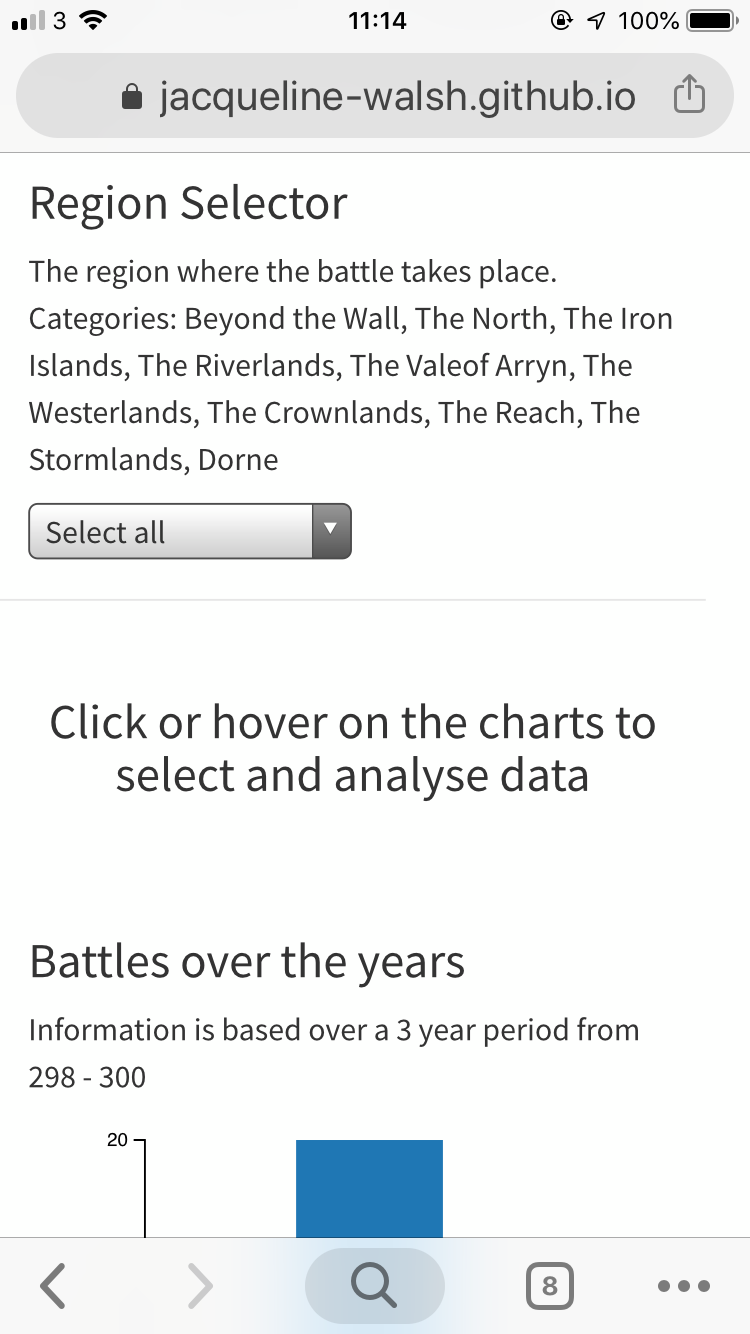 3 11:14 100%
jacqueline-walsh.github.io
Region Selector
The region where the battle takes place.
Categories: Beyond the Wall, The North, The Iron
Islands, The Riverlands, The Valeof Arryn, The
Westerlands, The Crownlands, The Reach, The
Stormlands, Dorne
Select all
Click or hover on the charts to
select and analyse data
Battles over the years
Information is based over a 3 year period from
298 - 300
20
8